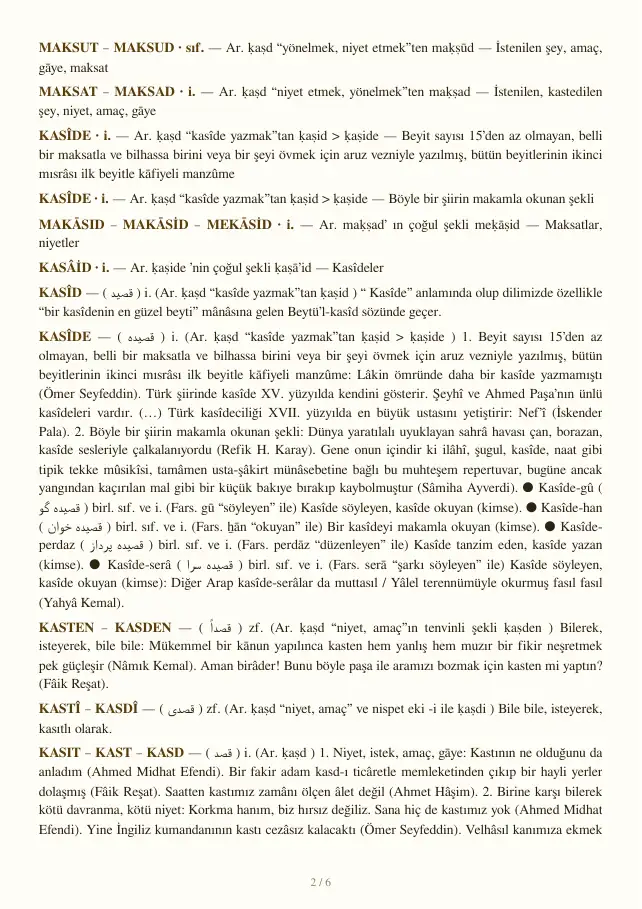 MAKSUT – MAKSUD · sıf. — Ar. ḳaṣd “yönelmek, niyet etmek”ten maḳṣūd — İstenilen şey, amaç,
gāye, maksat
MAKSAT – MAKSAD · i. — Ar. ḳaṣd “niyet etmek, yönelmek”ten maḳṣad — İstenilen, kastedilen
şey, niyet, amaç, gāye
KASÎDE · i. — Ar. ḳaṣd “kasîde yazmak”tan ḳaṣid > ḳaṣide — Beyit sayısı 15’den az olmayan, belli
bir maksatla ve bilhassa birini veya bir şeyi övmek için aruz vezniyle yazılmış, bütün beyitlerinin ikinci
mısrâsı ilk beyitle kāfiyeli manzûme
KASÎDE · i. — Ar. ḳaṣd “kasîde yazmak”tan ḳaṣid > ḳaṣide — Böyle bir şiirin makamla okunan şekli
MAKĀSID – MAKĀSİD – MEKĀSİD · i. — Ar. maḳṣad’ ın çoğul şekli meḳāṣid — Maksatlar,
niyetler
KASÂİD · i. — Ar. ḳaṣide ’nin çoğul şekli ḳaṣā’id — Kasîdeler
KASÎD — ( قصيد ) i. (Ar. ḳaṣd “kasîde yazmak”tan ḳaṣid ) “ Kasîde” anlamında olup dilimizde özellikle
“bir kasîdenin en güzel beyti” mânâsına gelen Beytü’l-kasîd sözünde geçer.
KASÎDE — ( قصيده ) i. (Ar. ḳaṣd “kasîde yazmak”tan ḳaṣid > ḳaṣide ) 1. Beyit sayısı 15’den az
olmayan, belli bir maksatla ve bilhassa birini veya bir şeyi övmek için aruz vezniyle yazılmış, bütün
beyitlerinin ikinci mısrâsı ilk beyitle kāfiyeli manzûme: Lâkin ömründe daha bir kasîde yazmamıştı
(Ömer Seyfeddin). Türk şiirinde kasîde XV. yüzyılda kendini gösterir. Şeyhî ve Ahmed Paşa’nın ünlü
kasîdeleri vardır. (…) Türk kasîdeciliği XVII. yüzyılda en büyük ustasını yetiştirir: Nef’î (İskender
Pala). 2. Böyle bir şiirin makamla okunan şekli: Dünya yaratılalı uyuklayan sahrâ havası çan, borazan,
kasîde sesleriyle çalkalanıyordu (Refik H. Karay). Gene onun içindir ki ilâhî, şugul, kasîde, naat gibi
tipik tekke mûsikîsi, tamâmen usta-şâkirt münâsebetine bağlı bu muhteşem repertuvar, bugüne ancak
yangından kaçırılan mal gibi bir küçük bakıye bırakıp kaybolmuştur (Sâmiha Ayverdi). ● Kasîde-gû (
قصيده گو ) birl. sıf. ve i. (Fars. gū “söyleyen” ile) Kasîde söyleyen, kasîde okuyan (kimse). ● Kasîde-han
( قصيده خوان ) birl. sıf. ve i. (Fars. ḫān “okuyan” ile) Bir kasîdeyi makamla okuyan (kimse). ● Kasîde-
perdaz ( قصيده پرداز ) birl. sıf. ve i. (Fars. perdāz “düzenleyen” ile) Kasîde tanzim eden, kasîde yazan
(kimse). ● Kasîde-serâ ( قصيده سرا ) birl. sıf. ve i. (Fars. serā “şarkı söyleyen” ile) Kasîde söyleyen,
kasîde okuyan (kimse): Diğer Arap kasîde-serâlar da muttasıl / Yâlel terennümüyle okurmuş fasıl fasıl
(Yahyâ Kemal).
KASTEN – KASDEN — ( قصداً ) zf. (Ar. ḳaṣd “niyet, amaç”ın tenvinli şekli ḳaṣden ) Bilerek,
isteyerek, bile bile: Mükemmel bir kānun yapılınca kasten hem yanlış hem muzır bir fikir neşretmek
pek güçleşir (Nâmık Kemal). Aman birâder! Bunu böyle paşa ile aramızı bozmak için kasten mi yaptın?
(Fâik Reşat).
KASTÎ – KASDÎ — ( قصدى ) zf. (Ar. ḳaṣd “niyet, amaç” ve nispet eki -i ile ḳaṣdi ) Bile bile, isteyerek,
kasıtlı olarak.
KASIT – KAST – KASD — ( قصد ) i. (Ar. ḳaṣd ) 1. Niyet, istek, amaç, gāye: Kastının ne olduğunu da
anladım (Ahmed Midhat Efendi). Bir fakir adam kasd-ı ticâretle memleketinden çıkıp bir hayli yerler
dolaşmış (Fâik Reşat). Saatten kastımız zamânı ölçen âlet değil (Ahmet Hâşim). 2. Birine karşı bilerek
kötü davranma, kötü niyet: Korkma hanım, biz hırsız değiliz. Sana hiç de kastımız yok (Ahmed Midhat
Efendi). Yine İngiliz kumandanının kastı cezâsız kalacaktı (Ömer Seyfeddin). Velhâsıl kanımıza ekmek
2 / 6